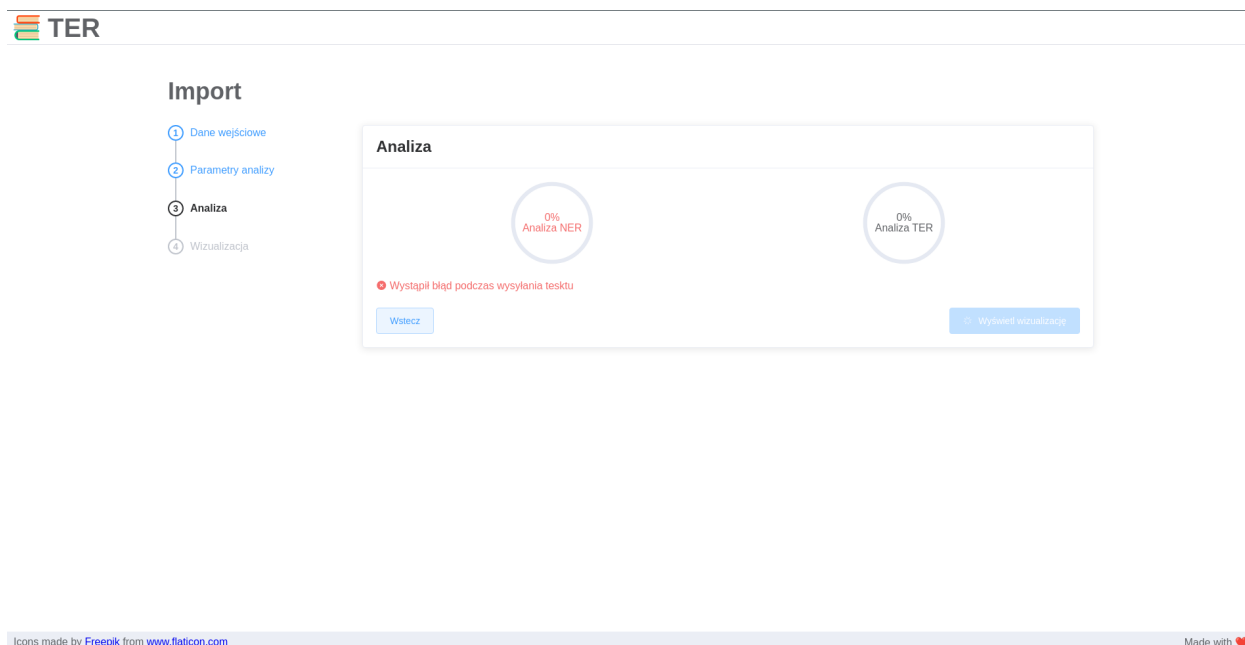 TER
Import
1 Dane wejściowe
2 Parametry analizy
3 Analiza
4 Wizualizacja
Analiza
0%
Analiza NER
0%
Analiza TER
Wystąpił błąd podczas wysyłania tesktu
Wstecz
Wyświetl wizualizację
Icons made by Freepik from www.flaticon.com
Made with ❤